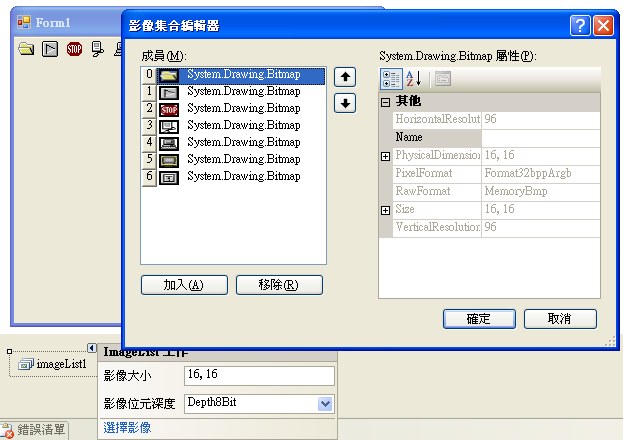 Form1
STOP
影像集合編輯器
成員(M):
0 System.Drawing.Bitmap
1 System.Drawing.Bitmap
2 STOP System.Drawing.Bitmap
3 System.Drawing.Bitmap
4 System.Drawing.Bitmap
5 System.Drawing.Bitmap
6 System.Drawing.Bitmap
加入(A)
移除(R)
System.Drawing.Bitmap 屬性(P):
其他
HorizontalResolut 96
Name
PhysicalDimension 16, 16
PixelFormat Format32bppArgb
RawFormat MemoryBmp
Size 16, 16
VerticalResolution 96
確定
取消
imageList1
ImageList 工作
影像大小 16, 16
影像位元深度 Depth8Bit
選擇影像
錯誤清單